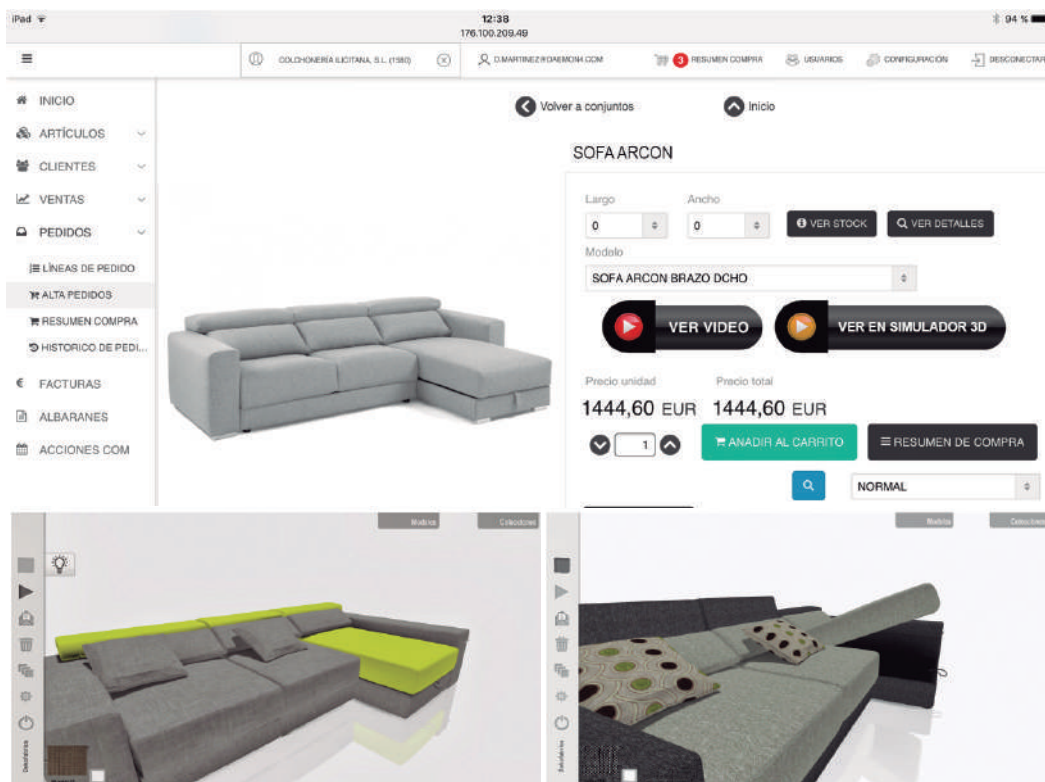 iPad
12:38
94 %
176.100.209.49
COLCHONERÍA ILICITANA, S.L. (1580)
D.MARTINEZ@DAEMON4.COM
3 RESUMEN COMPRA
USUARIOS
CONFIGURACIÓN
DESCONECTAR
INICIO
ARTÍCULOS
CLIENTES
VENTAS
PEDIDOS
LÍNEAS DE PEDIDO
ALTA PEDIDOS
RESUMEN COMPRA
HISTORICO DE PEDI...
€ FACTURAS
ALBARANES
ACCIONES COM
Volver a conjuntos
Inicio
SOFA ARCON
Largo Ancho
0 0 VER STOCK VER DETALLES
Modelo
SOFA ARCON BRAZO DCHO
VER VIDEO VER EN SIMULADOR 3D
Precio unidad Precio total
1444,60 EUR 1444,60 EUR
1 AÑADIR AL CARRITO RESUMEN DE COMPRA
NORMAL
Colecciones